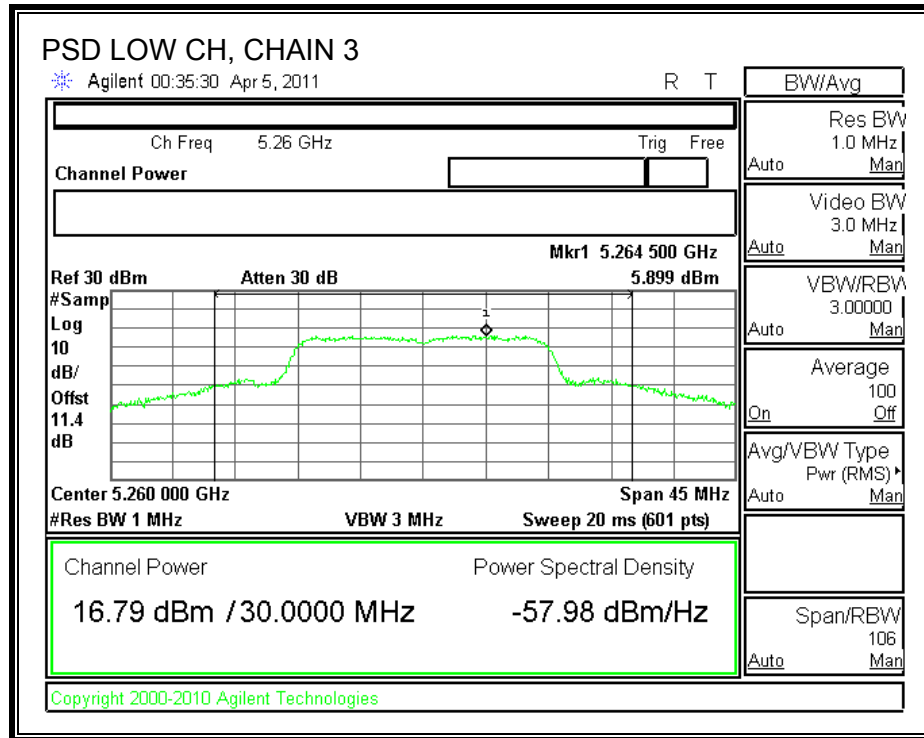 PSD LOW CH, CHAIN 3
Agilent 00:35:30 Apr 5, 2011 R T
Ch Freq 5.26 GHz Trig Free
Channel Power
Mkr1 5.264 500 GHz
Ref 30 dBm Atten 30 dB 5.899 dBm
#Samp
Log
10
dB/
Offst
11.4
dB
1
Center 5.260 000 GHz Span 45 MHz
#Res BW 1 MHz VBW 3 MHz Sweep 20 ms (601 pts)
Channel Power Power Spectral Density
16.79 dBm / 30.0000 MHz -57.98 dBm/Hz
Copyright 2000-2010 Agilent Technologies
BW/Avg
Res BW
1.0 MHz
Auto Man
Video BW
3.0 MHz
Auto Man
VBW/RBW
3.00000
Auto Man
Average
100
On Off
Avg/VBW Type
Pwr (RMS)
Auto Man
Span/RBW
106
Auto Man